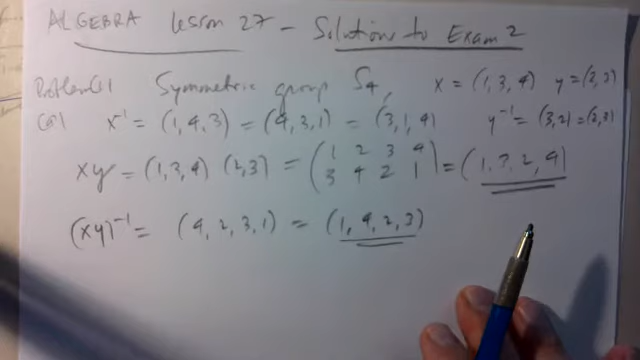 ALGEBRA Lesson 27 - Solutions to Exam 2
Problem 1 Symmetric group S₄, x = (1,3,4) y = (2,3)
(a) x⁻¹ = (1,4,3) = (4,3,1) = (3,1,4) y⁻¹ = (3,2) = (2,3)
xy = (1,3,4) (2,3) = (1 2 3 4
3 4 2 1) = (1,3,2,4)
(xy)⁻¹ = (4,2,3,1) = (1,4,2,3)